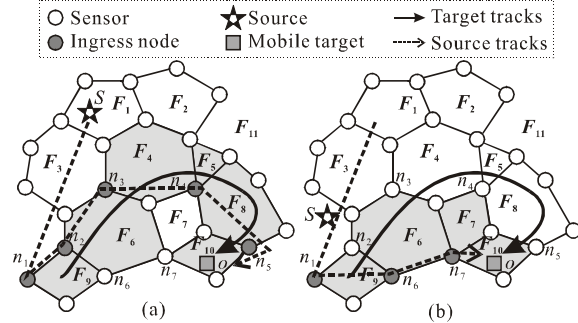 Sensor Source Target tracks
Ingress node Mobile target Source tracks
S F1 F2
F3 F4 F11
n3 F5
n4 F8
F7
n2 F6
n1 F10
F9 n7 o n5
n6
(a)
F1 F2
F3 F4 F11
n3 F5
S n4 F8
F7
n2 F6
n1 F10
F9 n7 o n5
n6
(b)